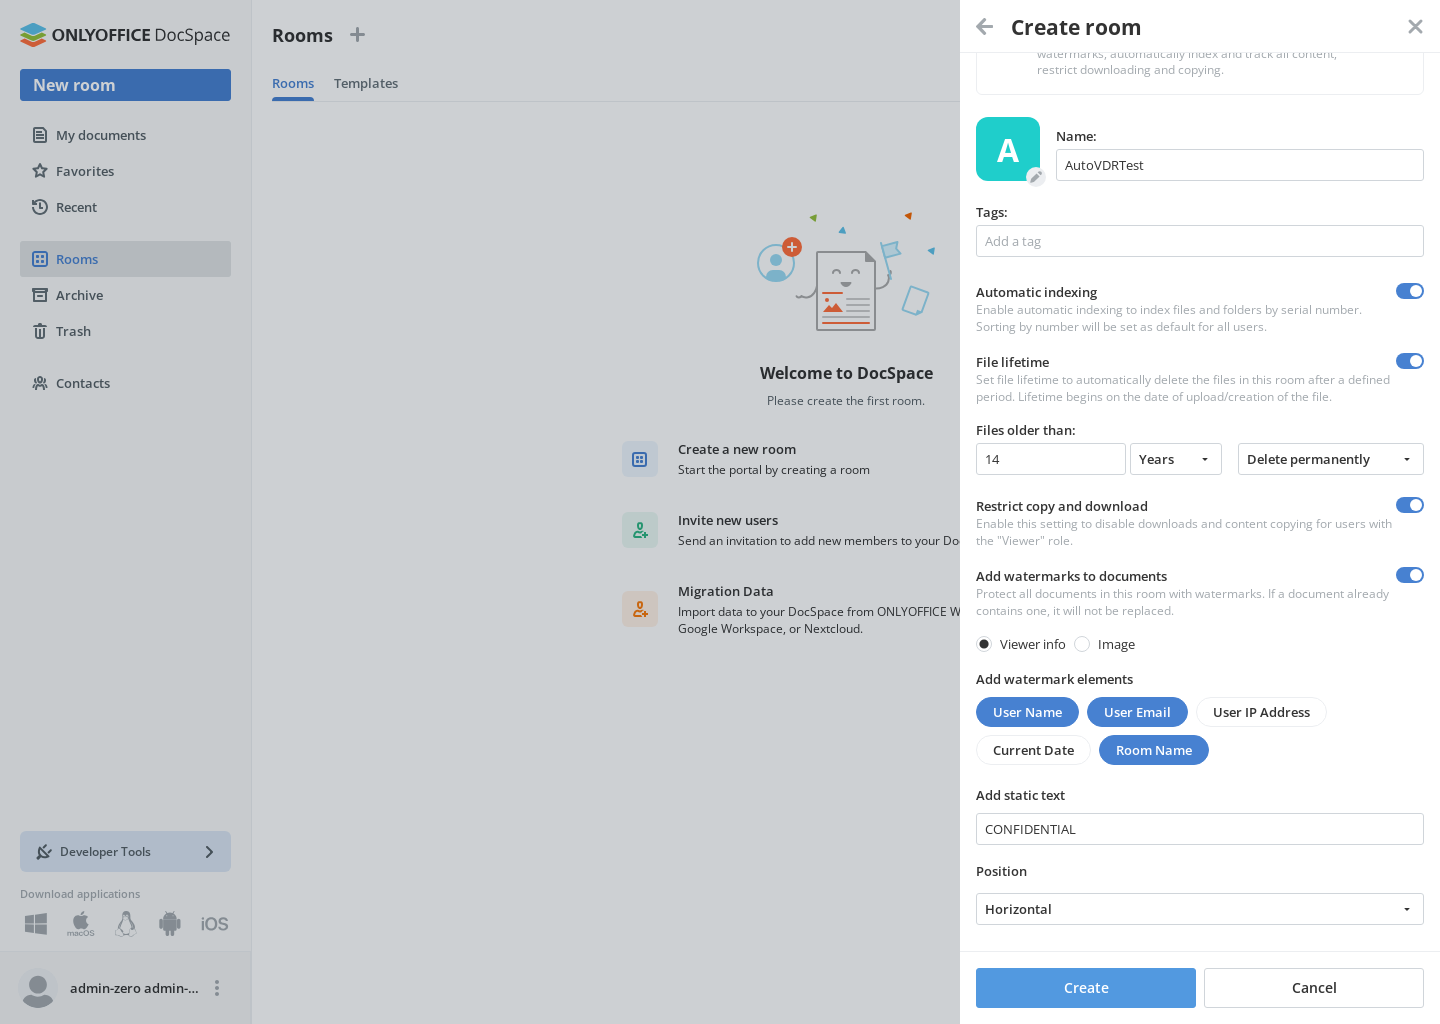 ONLYOFFICE DocSpace
New room
My documents
Favorites
Recent
Rooms
Archive
Trash
Contacts
Developer Tools
Download applications
macOS
iOS
admin-zero admin-...
Rooms
Rooms Templates
Welcome to DocSpace
Please create the first room.
Create a new room
Start the portal by creating a room
Invite new users
Send an invitation to add new members to your Do
Migration Data
Import data to your DocSpace from ONLYOFFICE W
Google Workspace, or Nextcloud.
Create room
watermarks, automatically index and track all content,
restrict downloading and copying.
A
Name:
AutoVDRTest
Tags:
Add a tag
Automatic indexing
Enable automatic indexing to index files and folders by serial number.
Sorting by number will be set as default for all users.
File lifetime
Set file lifetime to automatically delete the files in this room after a defined
period. Lifetime begins on the date of upload/creation of the file.
Files older than:
14 Years Delete permanently
Restrict copy and download
Enable this setting to disable downloads and content copying for users with
the "Viewer" role.
Add watermarks to documents
Protect all documents in this room with watermarks. If a document already
contains one, it will not be replaced.
Viewer info Image
Add watermark elements
User Name User Email User IP Address
Current Date Room Name
Add static text
CONFIDENTIAL
Position
Horizontal
Create Cancel